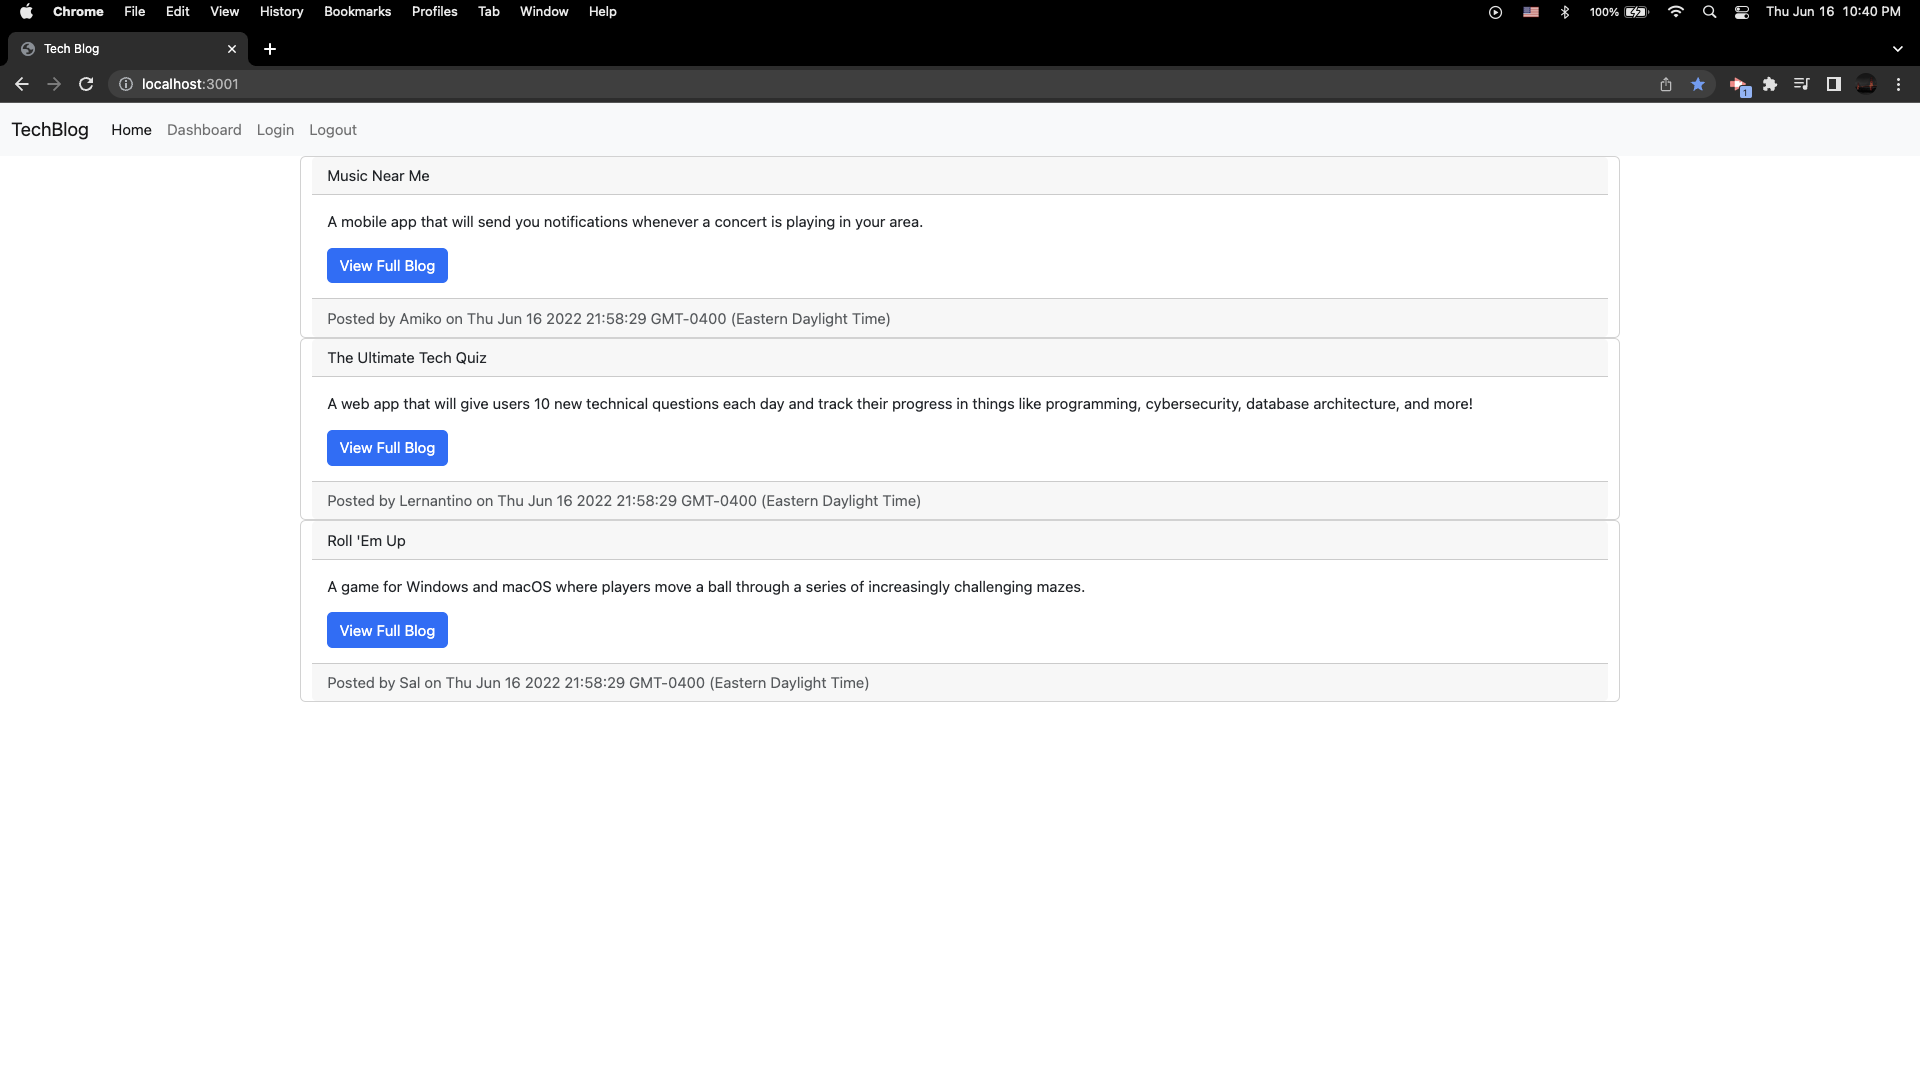 Chrome File Edit View History Bookmarks Profiles Tab Window Help 100% Thu Jun 16 10:40 PM
Tech Blog
localhost:3001
1
TechBlog Home Dashboard Login Logout
Music Near Me
A mobile app that will send you notifications whenever a concert is playing in your area.
View Full Blog
Posted by Amiko on Thu Jun 16 2022 21:58:29 GMT-0400 (Eastern Daylight Time)
The Ultimate Tech Quiz
A web app that will give users 10 new technical questions each day and track their progress in things like programming, cybersecurity, database architecture, and more!
View Full Blog
Posted by Lernantino on Thu Jun 16 2022 21:58:29 GMT-0400 (Eastern Daylight Time)
Roll 'Em Up
A game for Windows and macOS where players move a ball through a series of increasingly challenging mazes.
View Full Blog
Posted by Sal on Thu Jun 16 2022 21:58:29 GMT-0400 (Eastern Daylight Time)